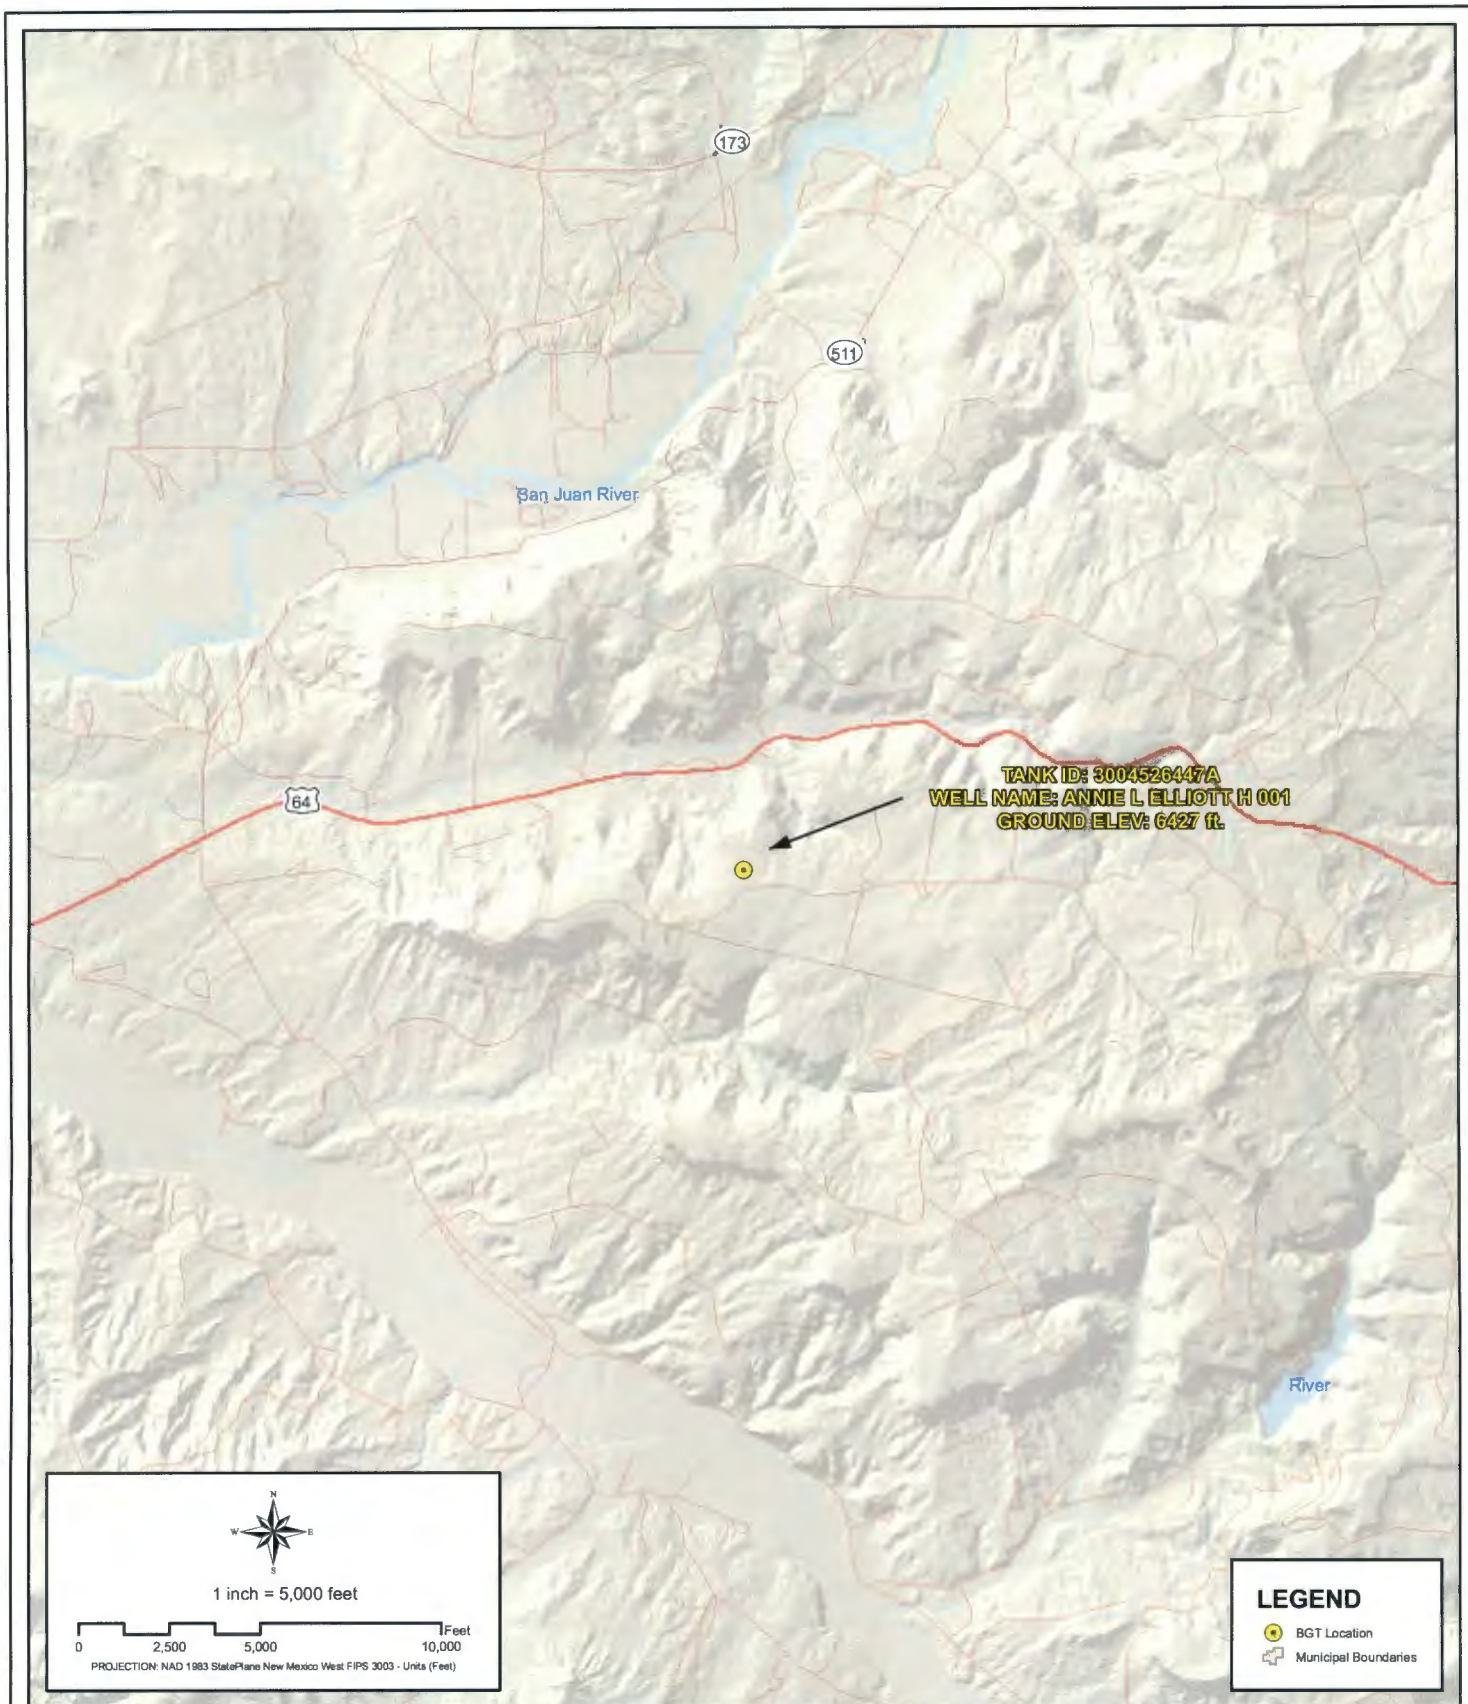 173
511
San Juan River
64
TANK ID: 3004526447A
WELL NAME: ANNIE L ELLIOTT H 001
GROUND ELEV: 6427 ft.
River
N
W E
S
1 inch = 5,000 feet
Feet
0 2,500 5,000 10,000
PROJECTION: NAD 1983 StatePlane New Mexico West FIPS 3003 - Units (Feet)
LEGEND
BGT Location
Municipal Boundaries